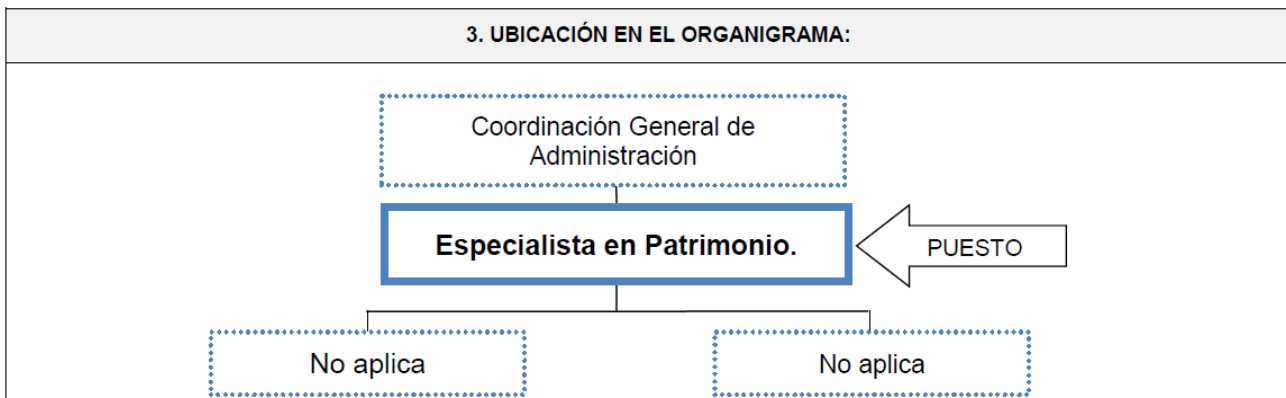 3. UBICACIÓN EN EL ORGANIGRAMA:
Coordinación General de
Administración
Especialista en Patrimonio.
PUESTO
No aplica
No aplica